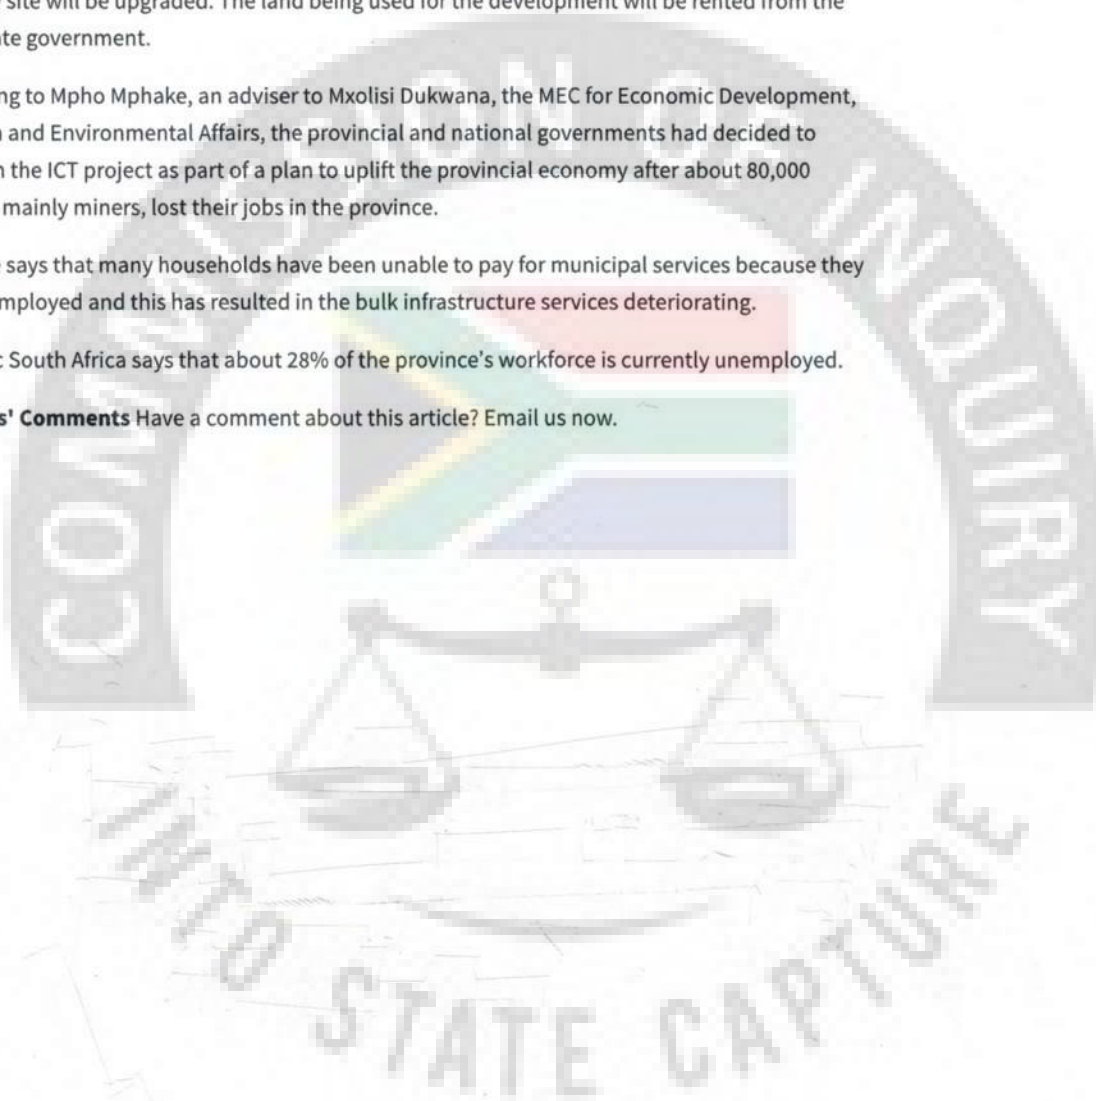 site will be upgraded. The land being used for the development will be rented from the
te government.
ng to Mpho Mphake, an adviser to Mxolisi Dukwana, the MEC for Economic Development,
and Environmental Affairs, the provincial and national governments had decided to
the ICT project as part of a plan to uplift the provincial economy after about 80,000
mainly miners, lost their jobs in the province.
says that many households have been unable to pay for municipal services because they
mployed and this has resulted in the bulk infrastructure services deteriorating.
South Africa says that about 28% of the province's workforce is currently unemployed.
s' Comments Have a comment about this article? Email us now.
COMMISSION OF INQUIRY
INTO STATE CAPTURE